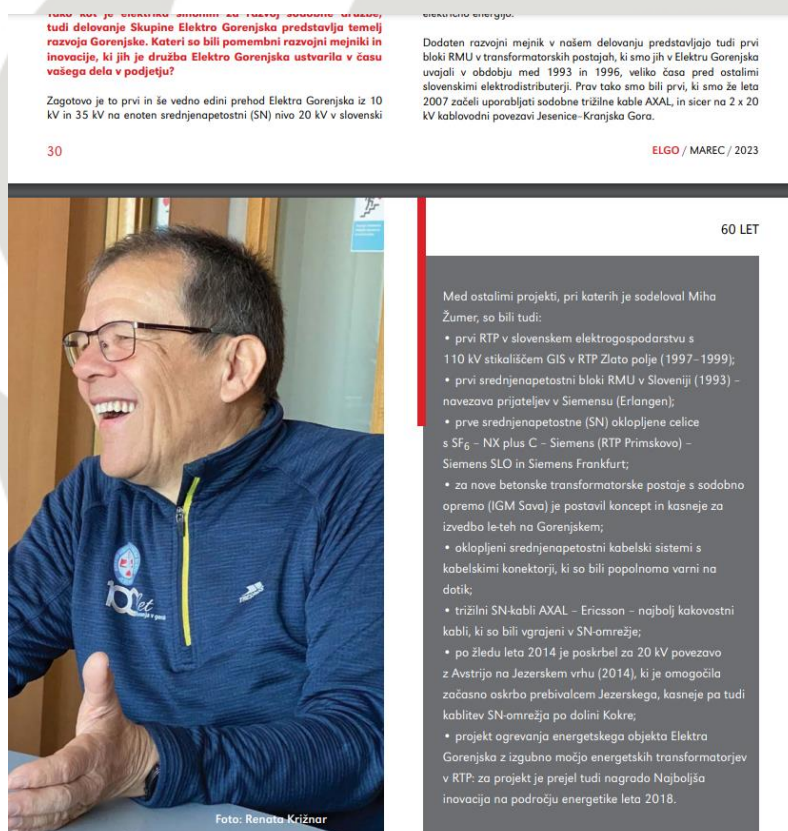 Tako kot je elektrika sinonim za razvoj sodobne družbe,
tudi delovanje Skupine Elektro Gorenjska predstavlja temelj
razvoja Gorenjske. Kateri so bili pomembni razvojni mejniki in
inovacije, ki jih je družba Elektro Gorenjska ustvarila v času
vašega dela v podjetju?
Zagotovo je to prvi in še vedno edini prehod Elektra Gorenjska iz 10
kV in 35 kV na enoten srednjenapetostni (SN) nivo 20 kV v slovenski
električno energijo.
Dodaten razvojni mejnik v našem delovanju predstavljajo tudi prvi
bloki RMU v transformatorskih postajah, ki smo jih v Elektru Gorenjska
uvajali v obdobju med 1993 in 1996, veliko časa pred ostalimi
slovenskimi elektrodistributerji. Prav tako smo bili prvi, ki smo že leta
2007 začeli uporabljati sodobne trižilne kable AXAL, in sicer na 2 x 20
kV kablovodni povezavi Jesenice–Kranjska Gora.
30
ELGO / MAREC / 2023
60 LET
Med ostalimi projekti, pri katerih je sodeloval Miha
Žumer, so bili tudi:
• prvi RTP v slovenskem elektrogospodarstvu s
110 kV stikališčem GIS v RTP Zlato polje (1997–1999);
• prvi srednjenapetostni bloki RMU v Sloveniji (1993) –
navezava prijateljev v Siemensu (Erlangen);
• prve srednjenapetostne (SN) oklopljene celice
s SF₆ – NX plus C – Siemens (RTP Primskovo) –
Siemens SLO in Siemens Frankfurt;
• za nove betonske transformatorske postaje s sodobno
opremo (IGM Sava) je postavil koncept in kasneje za
izvedbo le-teh na Gorenjskem;
• oklopljeni srednjenapetostni kabelski sistemi s
kabelskimi konektorji, ki so bili popolnoma varni na
dotik;
• trižilni SN-kabli AXAL – Ericsson – najbolj kakovostni
kabli, ki so bili vgrajeni v SN-omrežje;
• po žledu leta 2014 je poskrbel za 20 kV povezavo
z Avstrijo na Jezerskem vrhu (2014), ki je omogočila
začasno oskrbo prebivalcem Jezerskega, kasneje pa tudi
kablitev SN-omrežja po dolini Kokre;
• projekt ogrevanja energetskega objekta Elektra
Gorenjska z izgubno močjo energetskih transformatorjev
v RTP: za projekt je prejel tudi nagrado Najboljša
inovacija na področju energetike leta 2018.
100 let
Foto: Renata Križnar